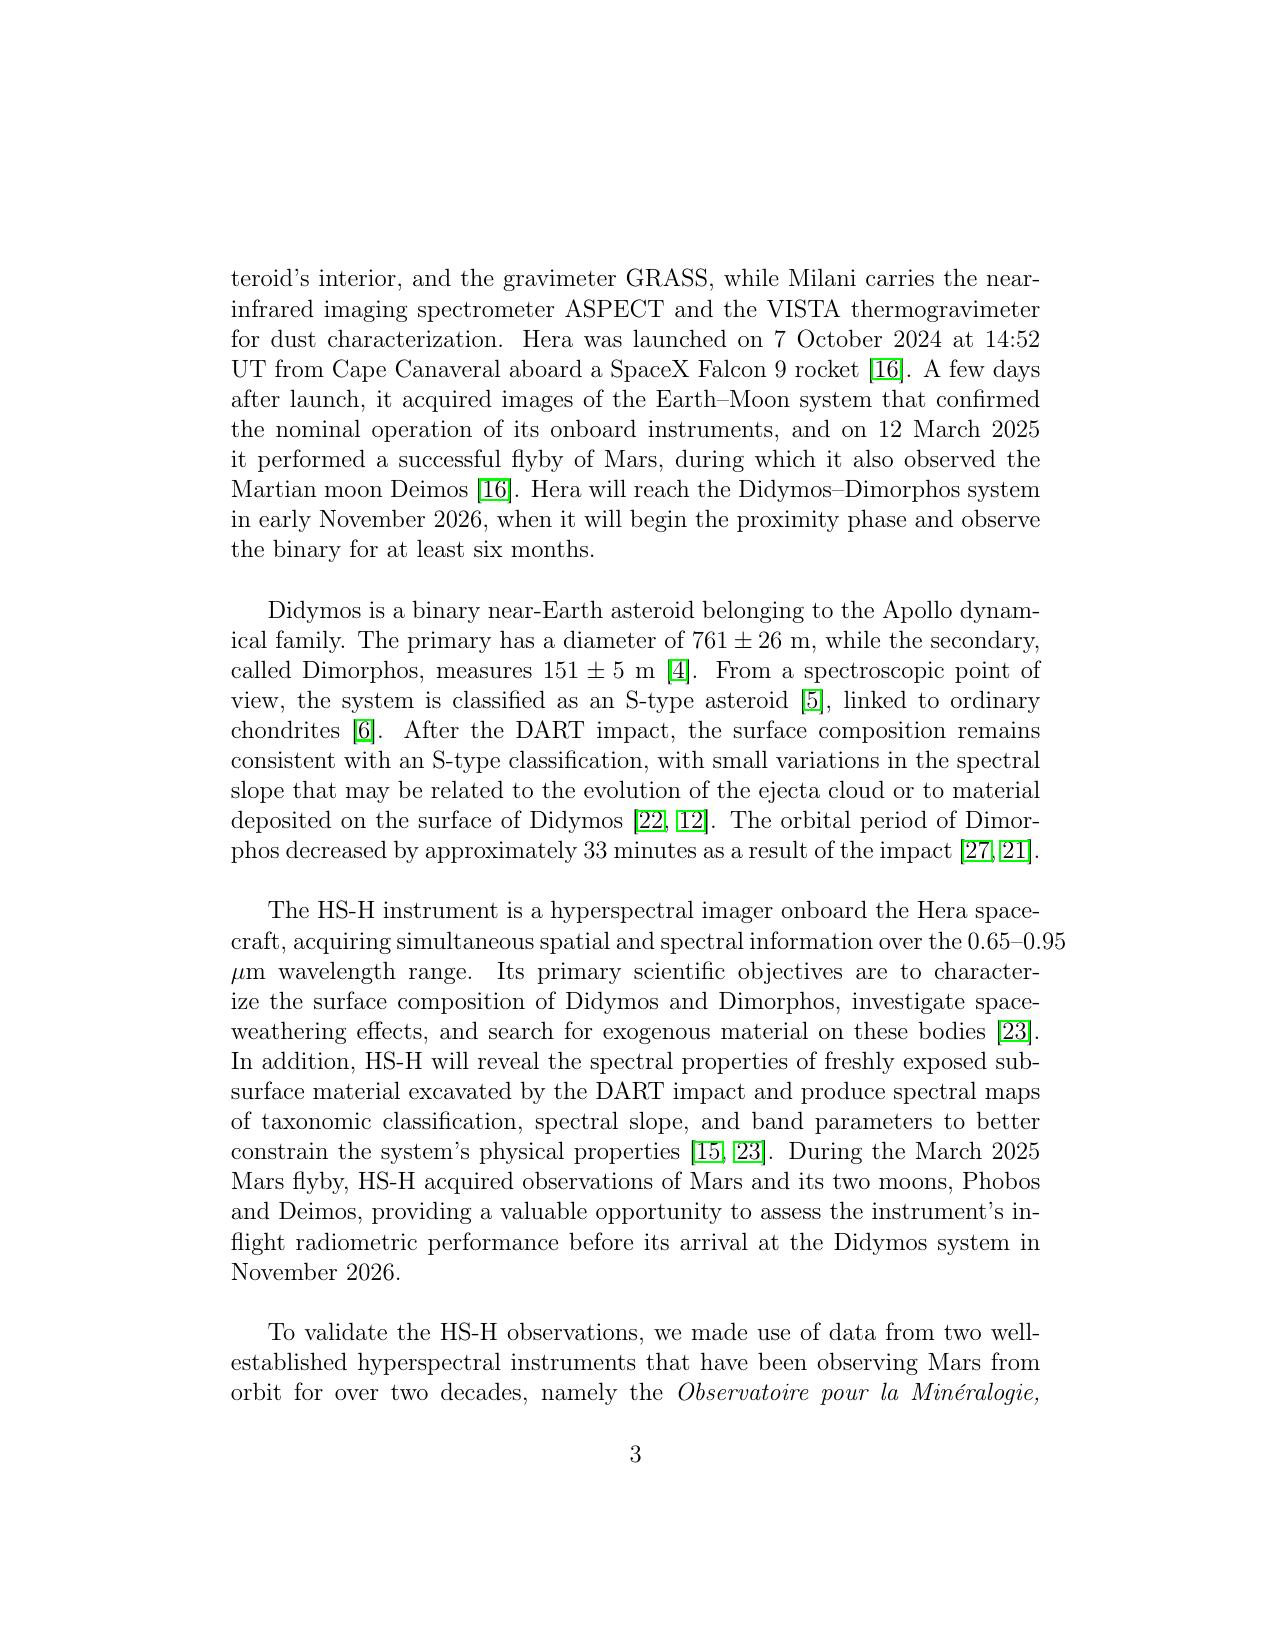 teroid's interior, and the gravimeter GRASS, while Milani carries the near-
infrared imaging spectrometer ASPECT and the VISTA thermogravimeter
for dust characterization. Hera was launched on 7 October 2024 at 14:52
UT from Cape Canaveral aboard a SpaceX Falcon 9 rocket [16]. A few days
after launch, it acquired images of the Earth–Moon system that confirmed
the nominal operation of its onboard instruments, and on 12 March 2025
it performed a successful flyby of Mars, during which it also observed the
Martian moon Deimos [16]. Hera will reach the Didymos–Dimorphos system
in early November 2026, when it will begin the proximity phase and observe
the binary for at least six months.
Didymos is a binary near-Earth asteroid belonging to the Apollo dynam-
ical family. The primary has a diameter of 761 ± 26 m, while the secondary,
called Dimorphos, measures 151 ± 5 m [4]. From a spectroscopic point of
view, the system is classified as an S-type asteroid [5], linked to ordinary
chondrites [6]. After the DART impact, the surface composition remains
consistent with an S-type classification, with small variations in the spectral
slope that may be related to the evolution of the ejecta cloud or to material
deposited on the surface of Didymos [22, 12]. The orbital period of Dimor-
phos decreased by approximately 33 minutes as a result of the impact [27, 21].
The HS-H instrument is a hyperspectral imager onboard the Hera space-
craft, acquiring simultaneous spatial and spectral information over the 0.65–0.95
μm wavelength range. Its primary scientific objectives are to character-
ize the surface composition of Didymos and Dimorphos, investigate space-
weathering effects, and search for exogenous material on these bodies [23].
In addition, HS-H will reveal the spectral properties of freshly exposed sub-
surface material excavated by the DART impact and produce spectral maps
of taxonomic classification, spectral slope, and band parameters to better
constrain the system's physical properties [15, 23]. During the March 2025
Mars flyby, HS-H acquired observations of Mars and its two moons, Phobos
and Deimos, providing a valuable opportunity to assess the instrument's in-
flight radiometric performance before its arrival at the Didymos system in
November 2026.
To validate the HS-H observations, we made use of data from two well-
established hyperspectral instruments that have been observing Mars from
orbit for over two decades, namely the Observatoire pour la Minéralogie,
3